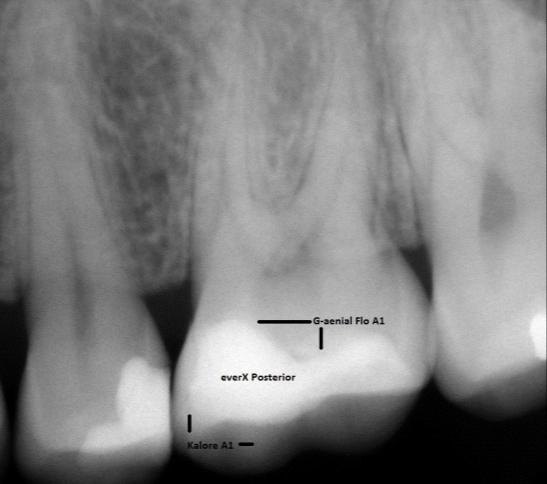 G-aenial Flo A1
everX Posterior
Kalore A1